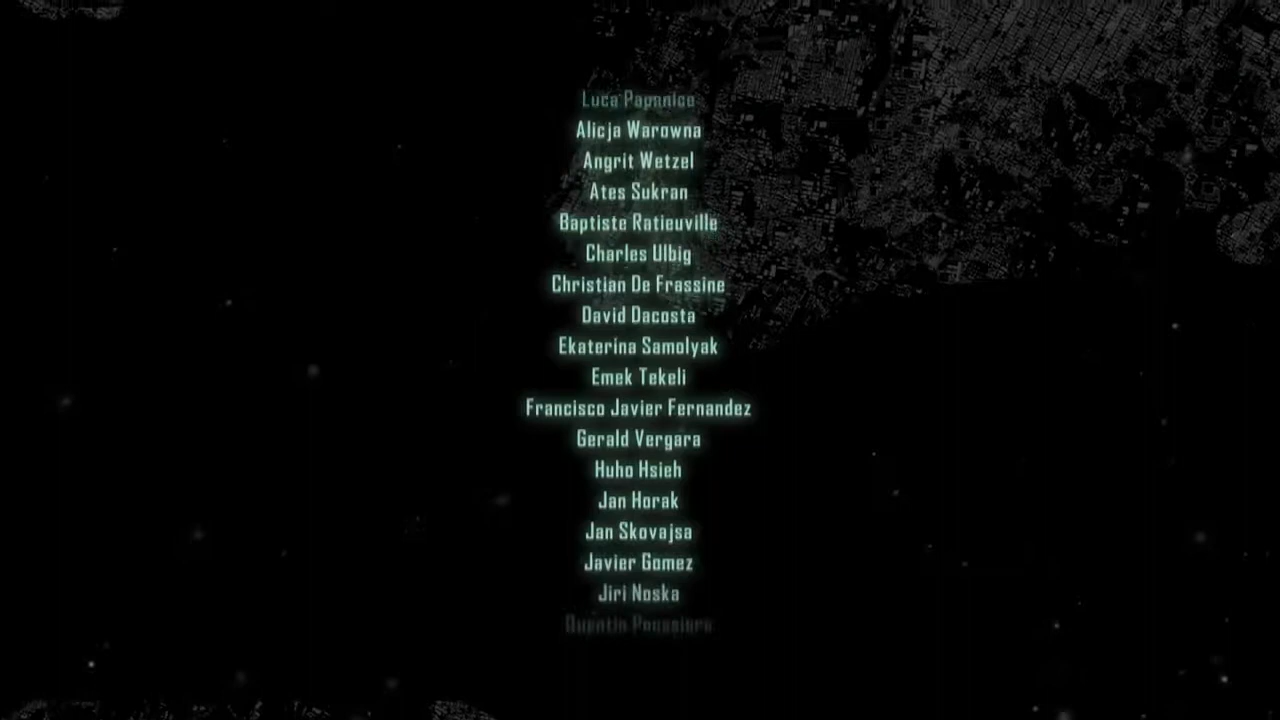 Luca Papanice
Alicja Warowna
Angrit Wetzel
Ates Sukran
Baptiste Ratieuville
Charles Ulbig
Christian De Frassine
David Dacosta
Ekaterina Samolyak
Emek Tekeli
Francisco Javier Fernandez
Gerald Vergara
Huho Hsieh
Jan Horak
Jan Skovajsa
Javier Gomez
Jiri Noska
Quentin